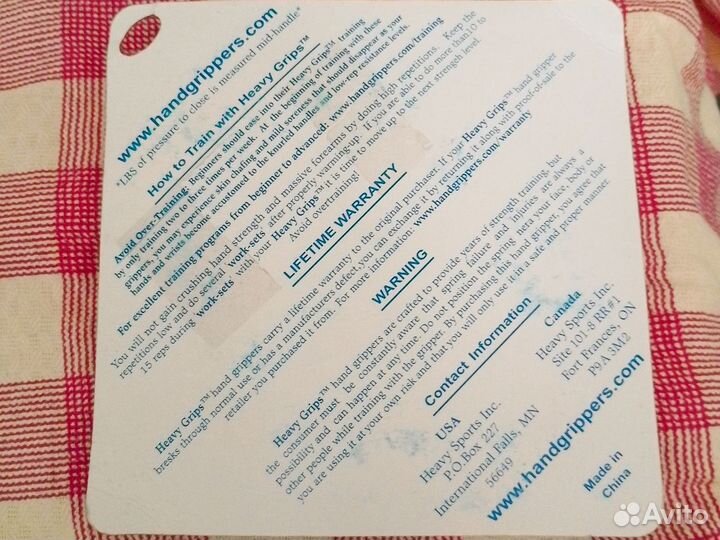 www.handgrippers.com
*LBS of pressure to close is measured mid-handle*
How to Train with Heavy Grips™
Avoid Over-Training. Beginners should ease onto their Heavy Grips™ training
by only training two to three times per week. At the beginning of training with these
grippers, you may experience skin chafing and mild soreness that should disappear as your
hands and wrists become accustomed to the knurled handles and low-rep resistance levels.
For excellent training programs from beginner to advanced: www.handgrippers.com/training
You will not gain crushing hand strength and massive forearms by doing high repetitions. Keep the
repetitions low and do several work-sets after properly warming-up. If you are able to do more than10 to
15 reps during work-sets with your Heavy Grips™ it is time to move up to the next strength level.
Avoid overtraining!
LIFETIME WARRANTY
Heavy Grips™ hand grippers carry a lifetime warranty to the original purchaser. If your Heavy Grips™ hand gripper
breaks through normal use or has a manufacturers defect,you can exchange it by returning it along with proof-of-sale to the
retailer you purchased it from. For more information: www.handgrippers.com/warranty
WARNING
Heavy Grips™ hand grippers are crafted to provide years of strength training, but
the consumer must be constantly aware that spring failure and injuries are always a
possibility and can happen at any time. Do not position the spring nera your face, body or
other people while training with the gripper. By purchasing this hand gripper, you agree that
you are using it at your own risk and that you will only use it in a safe and proper manner.
Contact Information
USA
Heavy Sports Inc.
P.O.Box 227
International Falls, MN
56649
Canada
Heavy Sports Inc.
Site 101-8 RR#1
Fort Frances, ON
P9A 3M2
www.handgrippers.com
Made in
China
Avito